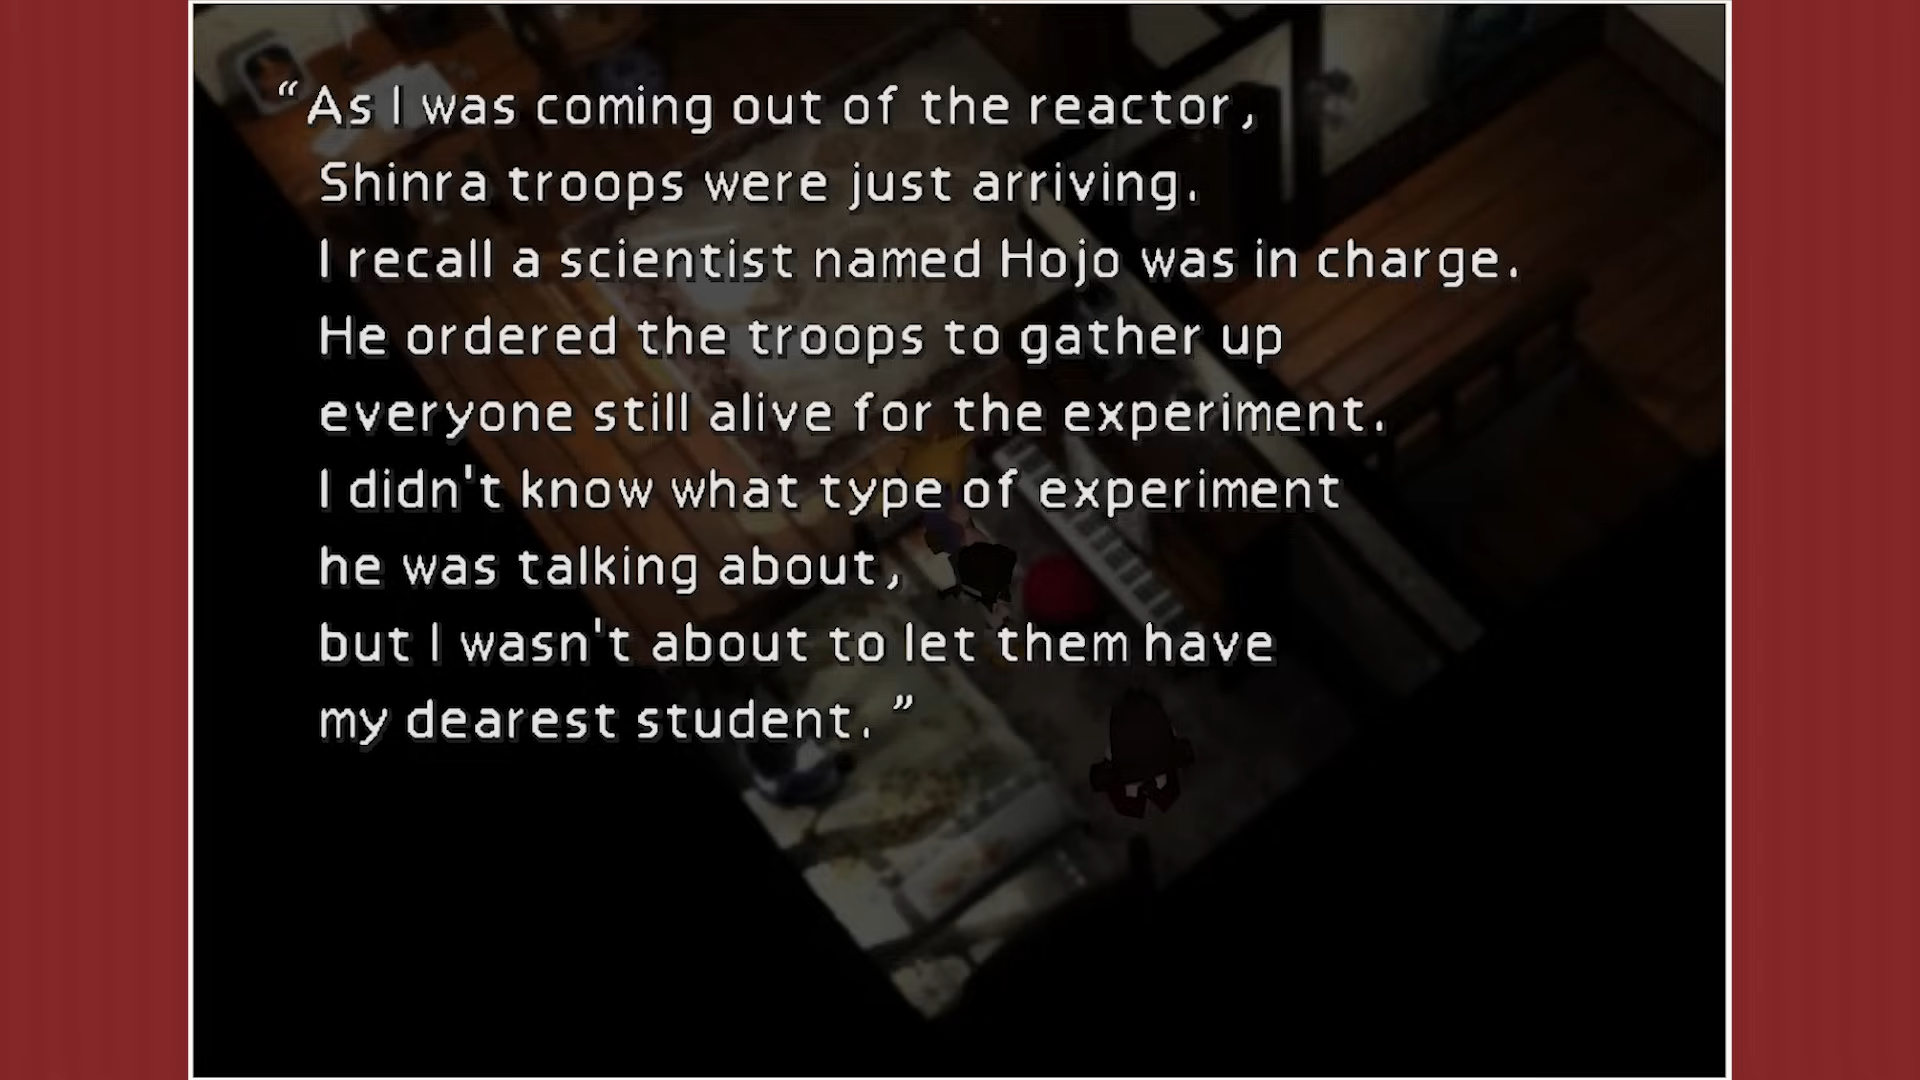 “As I was coming out of the reactor,
Shinra troops were just arriving.
I recall a scientist named Hojo was in charge.
He ordered the troops to gather up
everyone still alive for the experiment.
I didn't know what type of experiment
he was talking about,
but I wasn't about to let them have
my dearest student.”